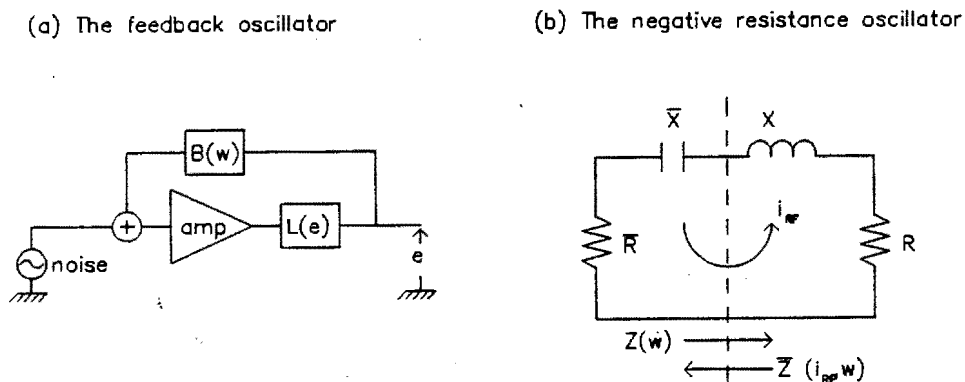 (a) The feedback oscillator
(b) The negative resistance oscillator
B(w)
+
amp
L(e)
e
noise
X̅
X
R̅
i_RF
R
Z(w)
Z̅ (i_RF w)